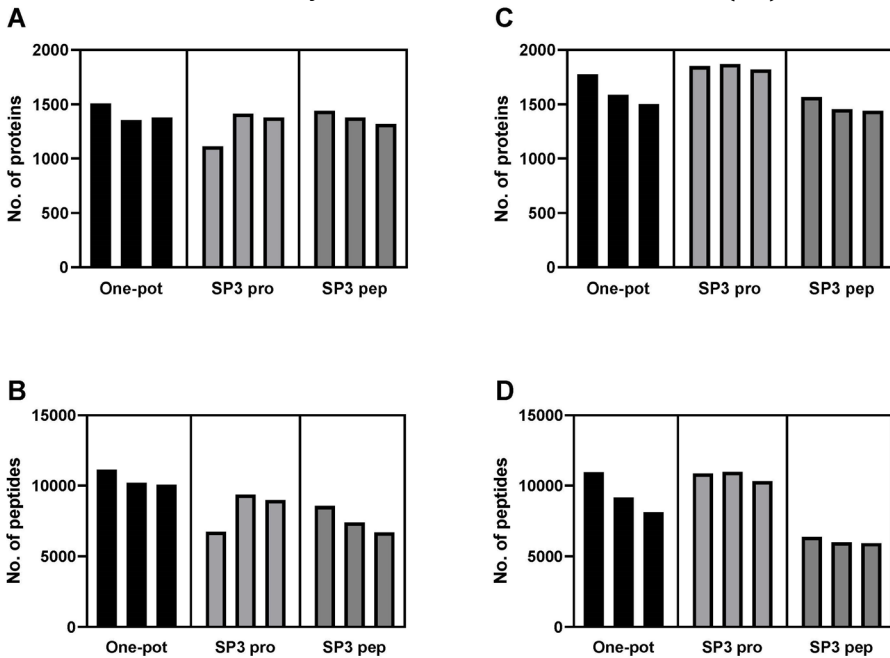 A
No. of proteins
2000
1500
1000
500
0
One-pot SP3 pro SP3 pep
C
No. of proteins
2000
1500
1000
500
0
One-pot SP3 pro SP3 pep
B
No. of peptides
15000
10000
5000
0
One-pot SP3 pro SP3 pep
D
No. of peptides
15000
10000
5000
0
One-pot SP3 pro SP3 pep